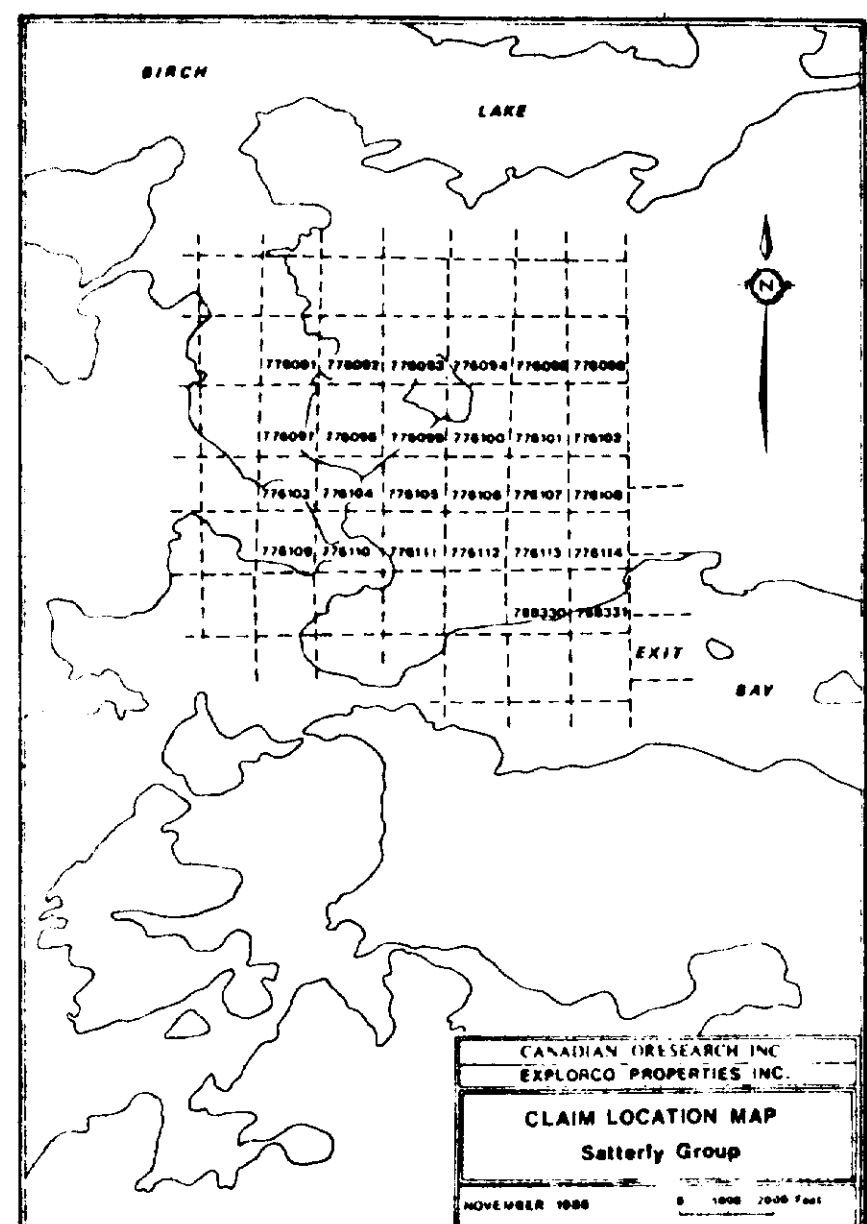 BIRCH
LAKE
N
776091 776092 776093 776094 776095 776096
776097 776098 776099 776100 776101 776102
776103 776104 776105 776106 776107 776108
776109 776110 776111 776112 776113 776114
788330 788331
EXIT
BAY
CANADIAN ORESEARCH INC
EXPLORCO PROPERTIES INC.
CLAIM LOCATION MAP
Satterly Group
NOVEMBER 1986
0 1000 2000 Feet